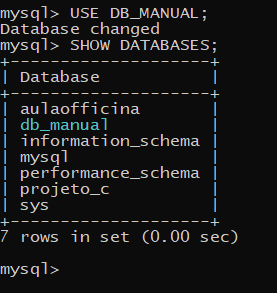 mysql> USE DB_MANUAL;
Database changed
mysql> SHOW DATABASES;
+--------------------+
| Database           |
+--------------------+
| aulaofficina       |
| db_manual          |
| information_schema |
| mysql              |
| performance_schema |
| projeto_c          |
| sys                |
+--------------------+
7 rows in set (0.00 sec)
mysql>